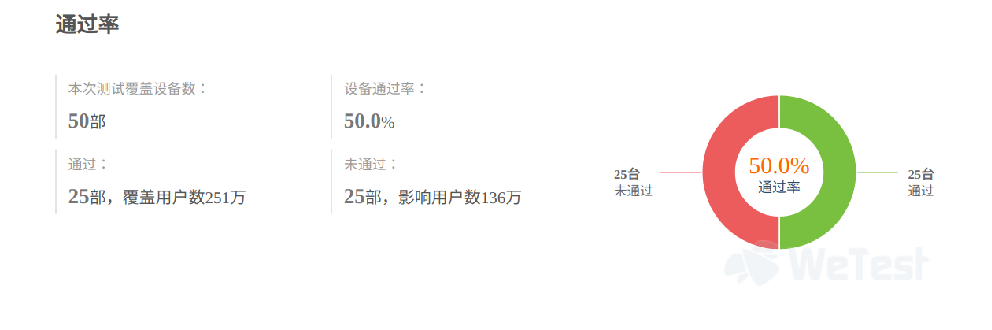 通过率
本次测试覆盖设备数：
50部
设备通过率：
50.0%
通过：
25部，覆盖用户数251万
未通过：
25部，影响用户数136万
25台
未通过
50.0%
通过率
25台
通过
WeTest